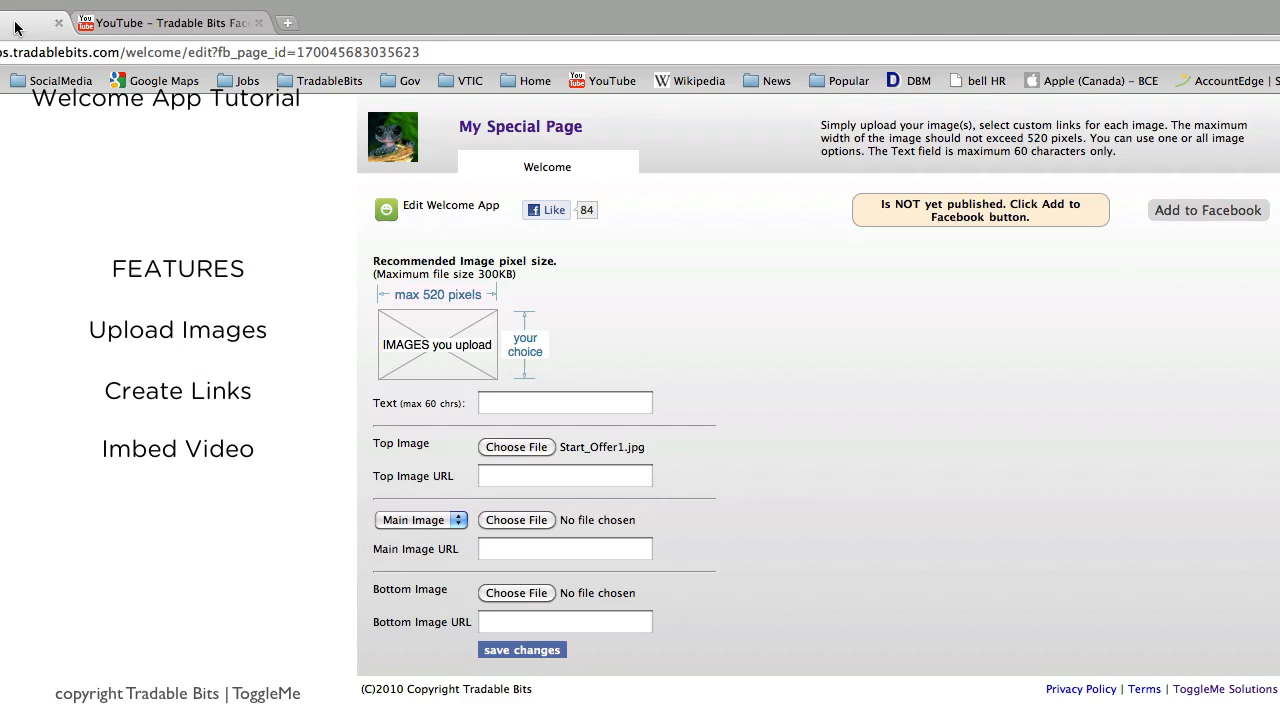 YouTube – Tradable Bits Fac
os.tradablebits.com/welcome/edit?fb_page_id=170045683035623
SocialMedia Google Maps Jobs TradableBits Gov VTIC Home YouTube Wikipedia News Popular DBM bell HR Apple (Canada) – BCE AccountEdge | S
Welcome App Tutorial
FEATURES
Upload Images
Create Links
Imbed Video
copyright Tradable Bits | ToggleMe
My Special Page
Welcome
Simply upload your image(s), select custom links for each image. The maximum
width of the image should not exceed 520 pixels. You can use one or all image
options. The Text field is maximum 60 characters only.
Edit Welcome App
Like 84
Is NOT yet published. Click Add to
Facebook button.
Add to Facebook
Recommended Image pixel size.
(Maximum file size 300KB)
max 520 pixels
IMAGES you upload
your
choice
Text (max 60 chrs):
Top Image Choose File Start_Offer1.jpg
Top Image URL
Main Image Choose File No file chosen
Main Image URL
Bottom Image Choose File No file chosen
Bottom Image URL
save changes
(C)2010 Copyright Tradable Bits
Privacy Policy | Terms | ToggleMe Solutions